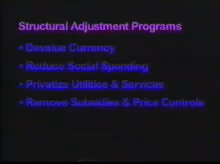 Structural Adjustment Programs
• Devalue Currency
• Reduce Social Spending
• Privatize Utilities & Services
• Remove Subsidies & Price Controls